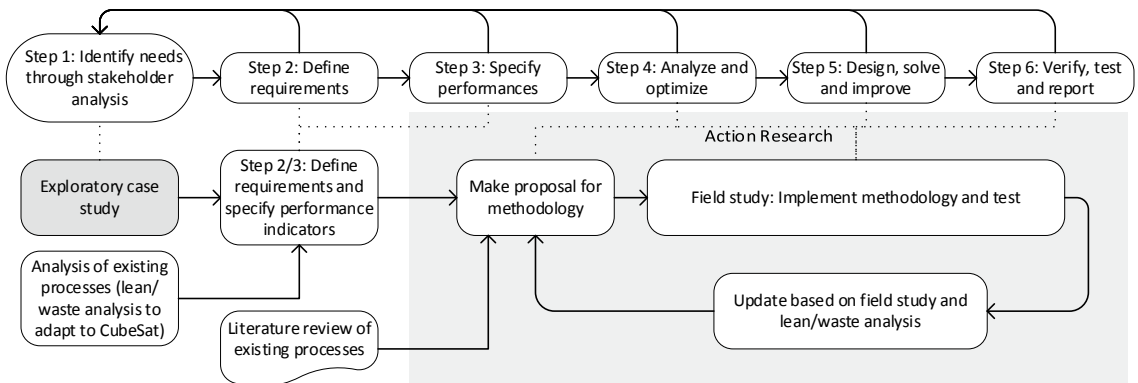 Step 1: Identify needs
through stakeholder
analysis
Step 2: Define
requirements
Step 3: Specify
performances
Step 4: Analyze and
optimize
Step 5: Design, solve
and improve
Step 6: Verify, test
and report
Action Research
Exploratory case
study
Step 2/3: Define
requirements and
specify performance
indicators
Make proposal for
methodology
Field study: Implement methodology and test
Analysis of existing
processes (lean/
waste analysis to
adapt to CubeSat)
Literature review of
existing processes
Update based on field study and
lean/waste analysis